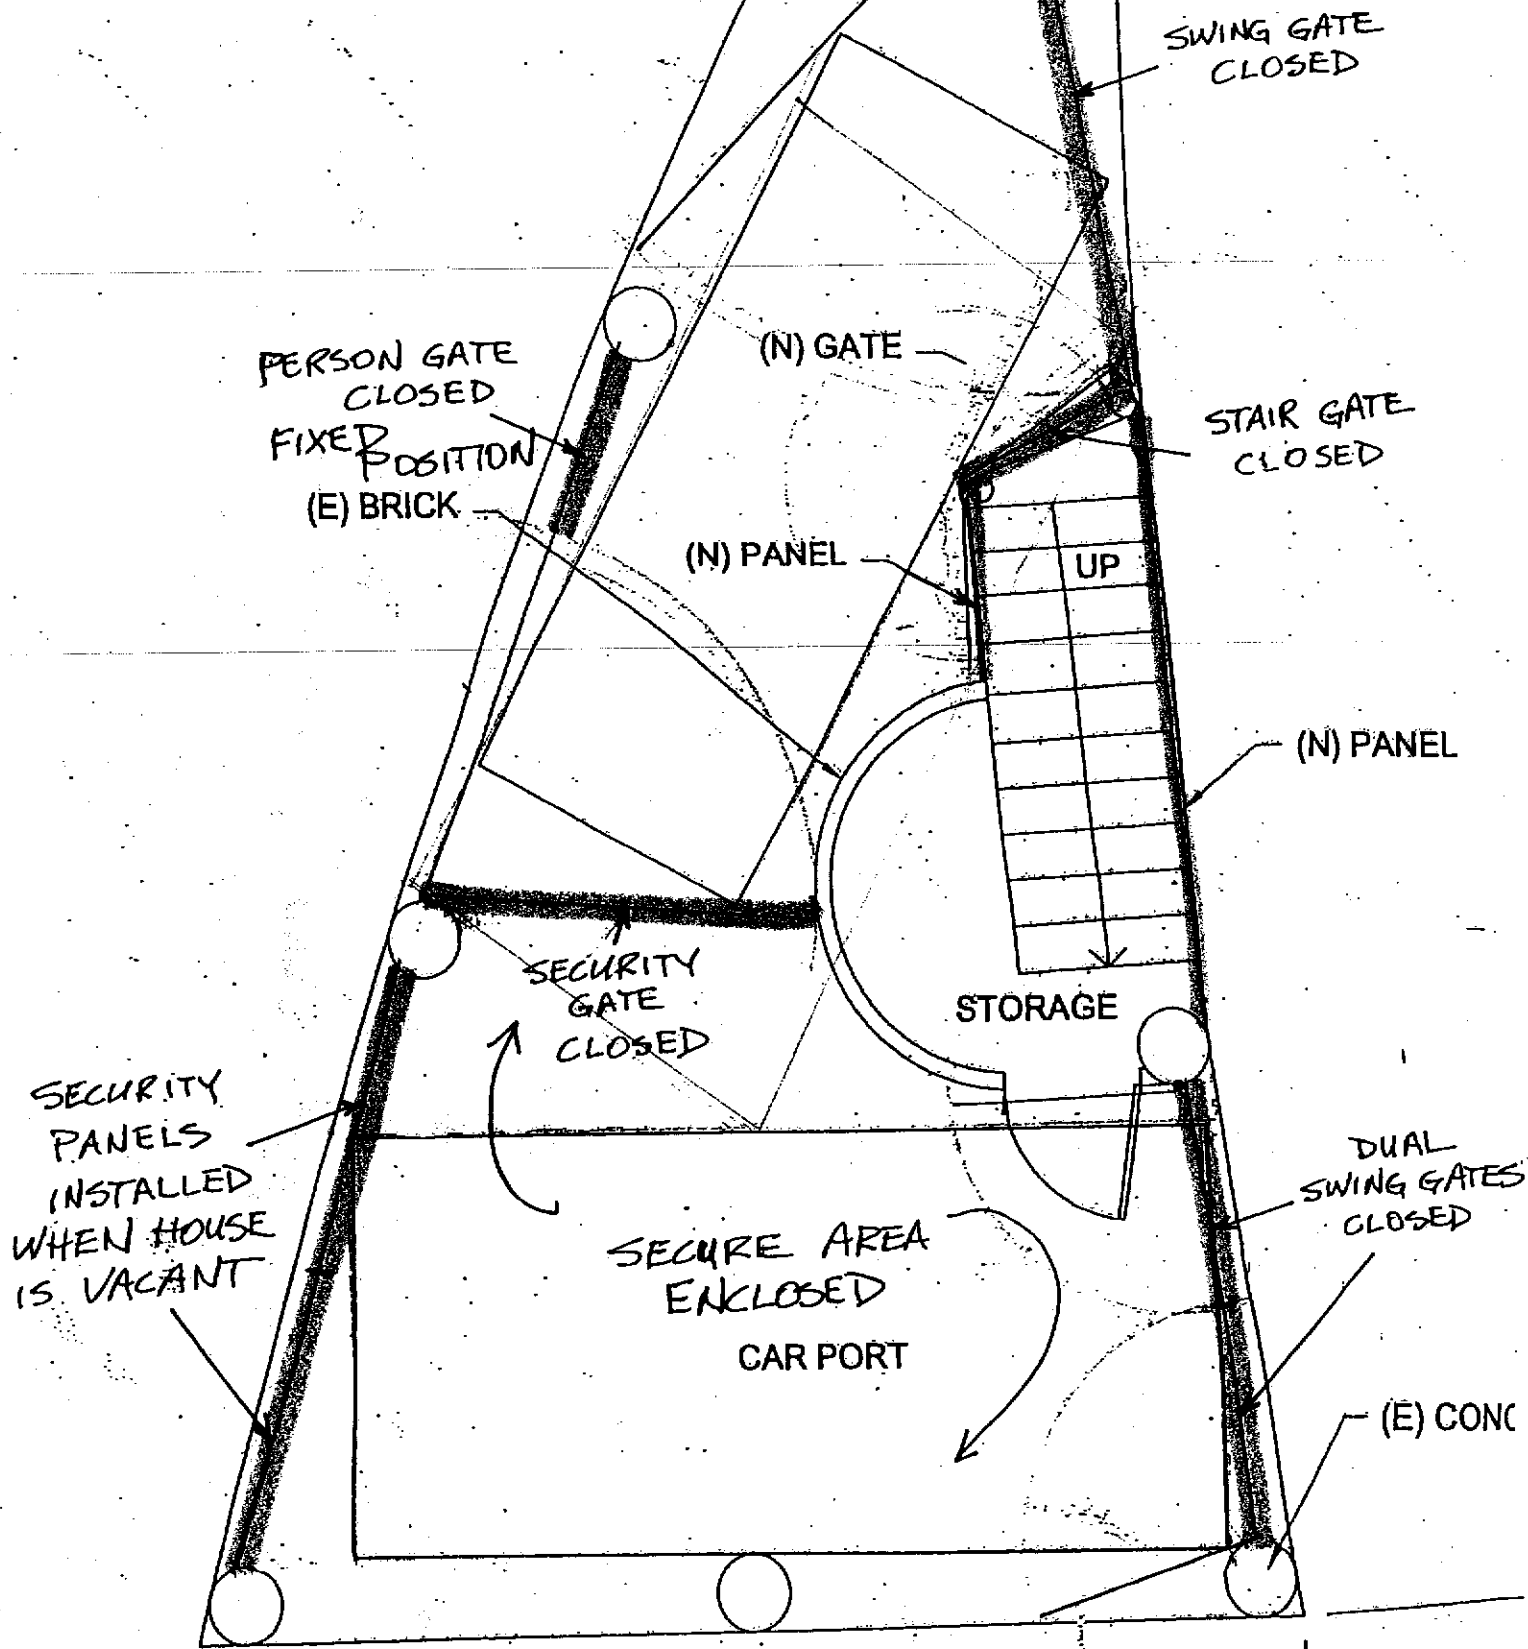 SWING GATE
CLOSED
(N) GATE
PERSON GATE
CLOSED
FIXED
POSITION
(E) BRICK
STAIR GATE
CLOSED
(N) PANEL
UP
(N) PANEL
SECURITY
GATE
CLOSED
STORAGE
SECURITY
PANELS
INSTALLED
WHEN HOUSE
IS VACANT
DUAL
SWING GATES
CLOSED
SECURE AREA
ENCLOSED
CAR PORT
(E) CONC